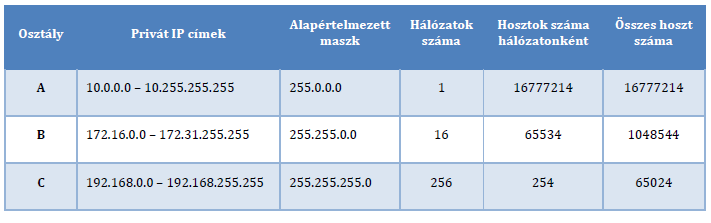 Osztály Privát IP címek Alapértelmezett maszk Hálózatok száma Hosztok száma hálózatonként Összes hoszt száma
A 10.0.0.0 – 10.255.255.255 255.0.0.0 1 16777214 16777214
B 172.16.0.0 – 172.31.255.255 255.255.0.0 16 65534 1048544
C 192.168.0.0 – 192.168.255.255 255.255.255.0 256 254 65024